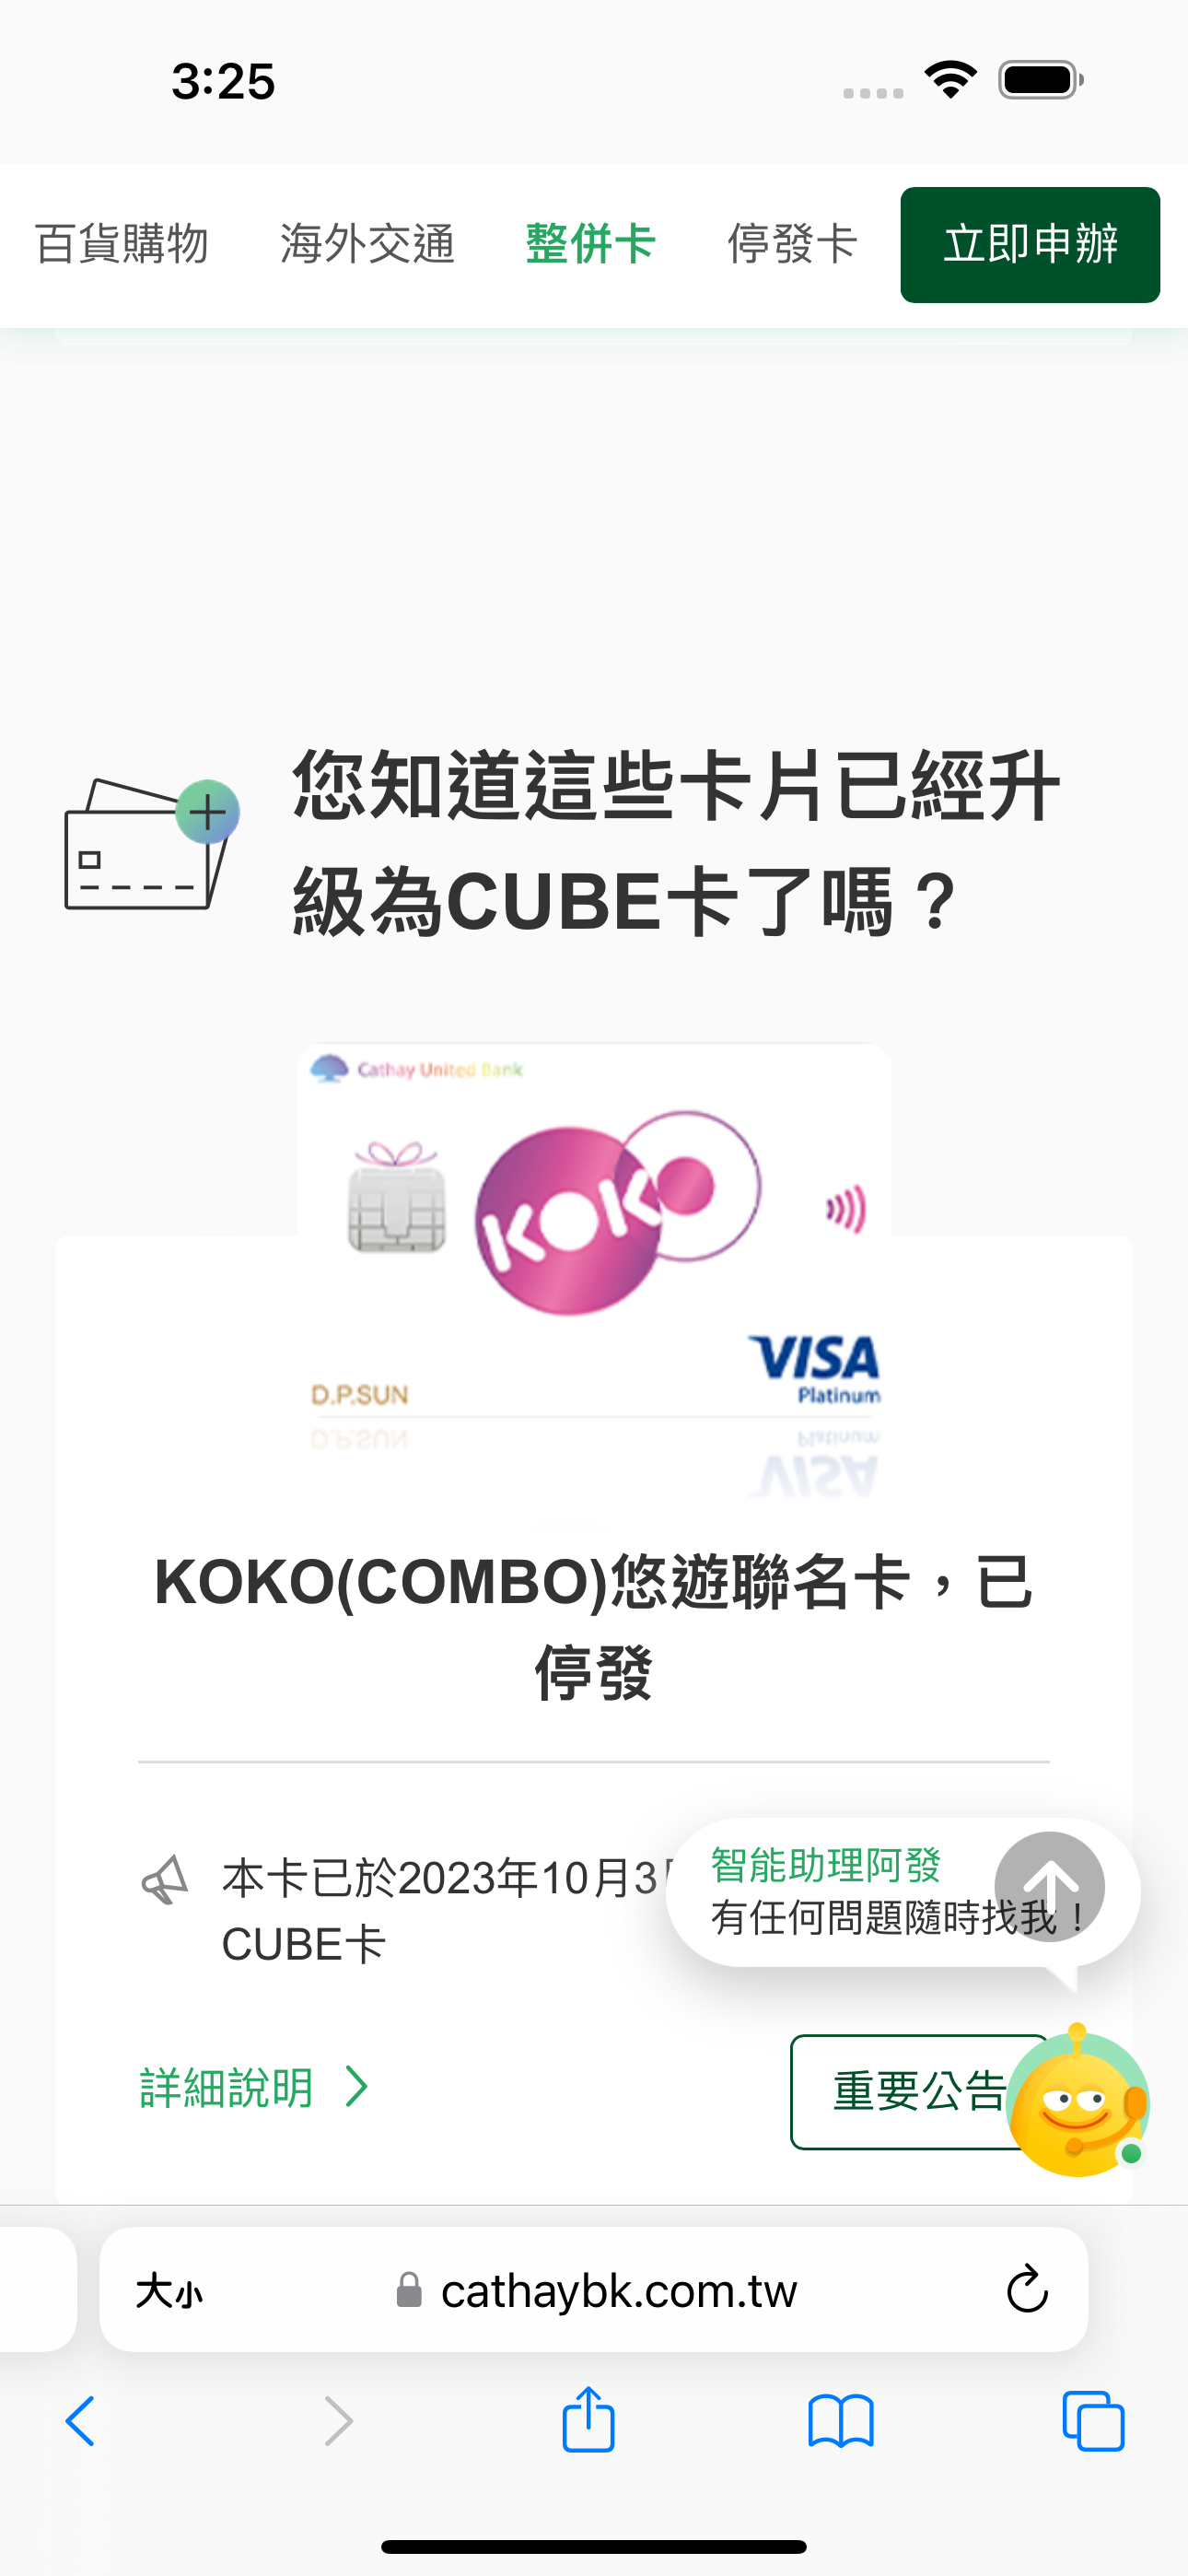 3:25
百貨購物 海外交通 整併卡 停發卡 立即申辦
您知道這些卡片已經升
級為CUBE卡了嗎？
Cathay United Bank
KOKO
VISA
Platinum
D.P.SUN
KOKO(COMBO)悠遊聯名卡，已
停發
本卡已於2023年10月3
CUBE卡
智能助理阿發
有任何問題隨時找我！
詳細說明
重要公告
大小 cathaybk.com.tw